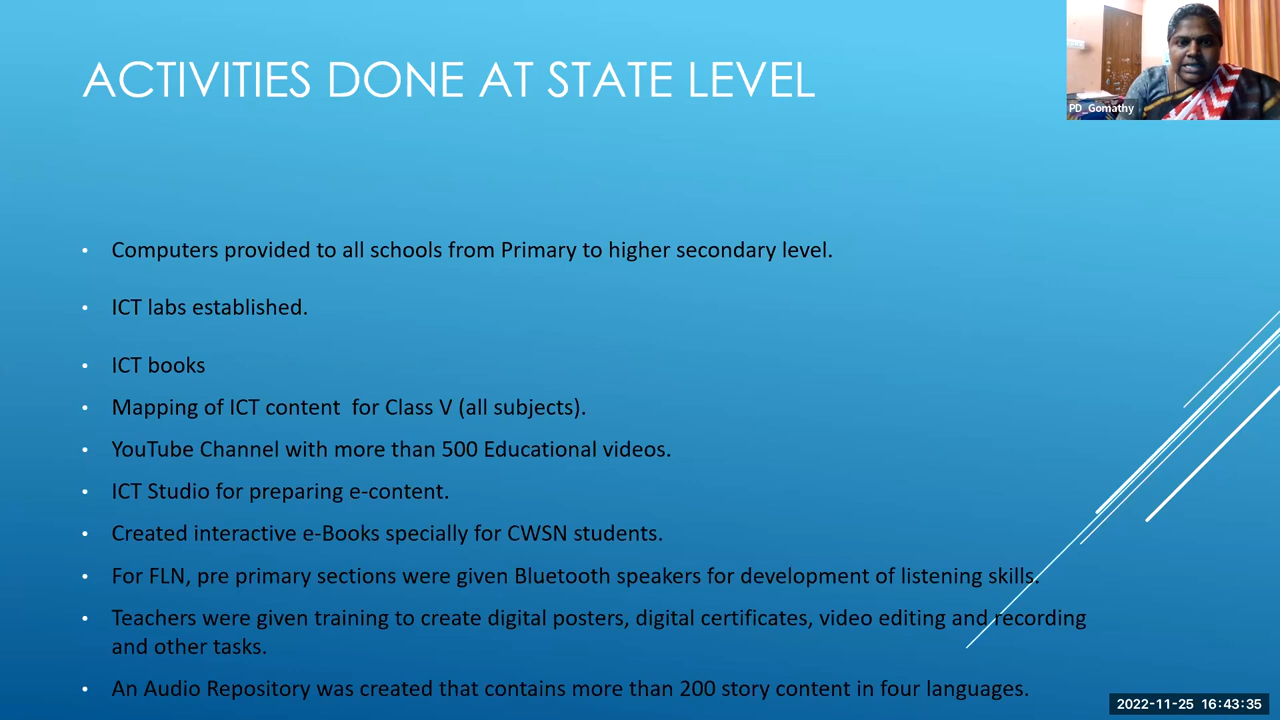 ACTIVITIES DONE AT STATE LEVEL
PD_Gomathy
• Computers provided to all schools from Primary to higher secondary level.
• ICT labs established.
• ICT books
• Mapping of ICT content  for Class V (all subjects).
• YouTube Channel with more than 500 Educational videos.
• ICT Studio for preparing e-content.
• Created interactive e-Books specially for CWSN students.
• For FLN, pre primary sections were given Bluetooth speakers for development of listening skills.
• Teachers were given training to create digital posters, digital certificates, video editing and recording
and other tasks.
• An Audio Repository was created that contains more than 200 story content in four languages.
2022-11-25 16:43:35